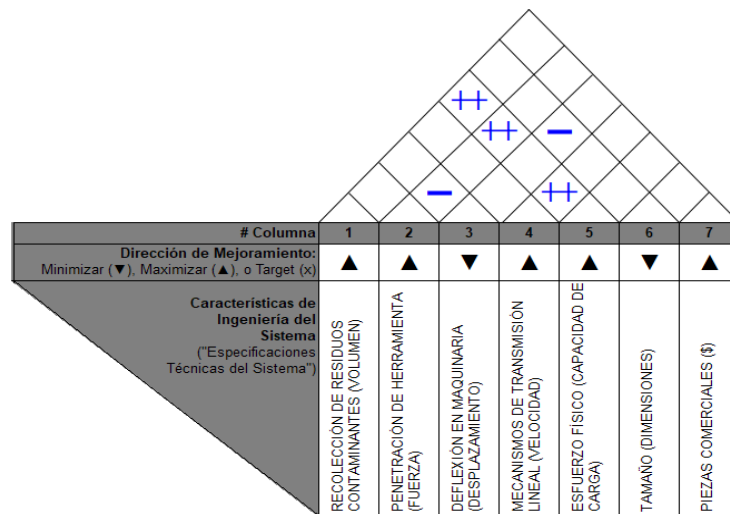 ++
++
—
—
++
# Columna 1 2 3 4 5 6 7
Dirección de Mejoramiento:
Minimizar (▼), Maximizar (▲), o Target (x) ▲ ▲ ▼ ▲ ▲ ▼ ▲
Características de
Ingeniería del
Sistema
("Especificaciones
Técnicas del Sistema")
RECOLECCIÓN DE RESIDUOS
CONTAMINANTES (VOLUMEN)
PENETRACIÓN DE HERRAMIENTA
(FUERZA)
DEFLEXIÓN EN MAQUINARIA
(DESPLAZAMIENTO)
MECANISMOS DE TRANSMISIÓN
LINEAL (VELOCIDAD)
ESFUERZO FÍSICO (CAPACIDAD DE
CARGA)
TAMAÑO (DIMENSIONES)
PIEZAS COMERCIALES ($)